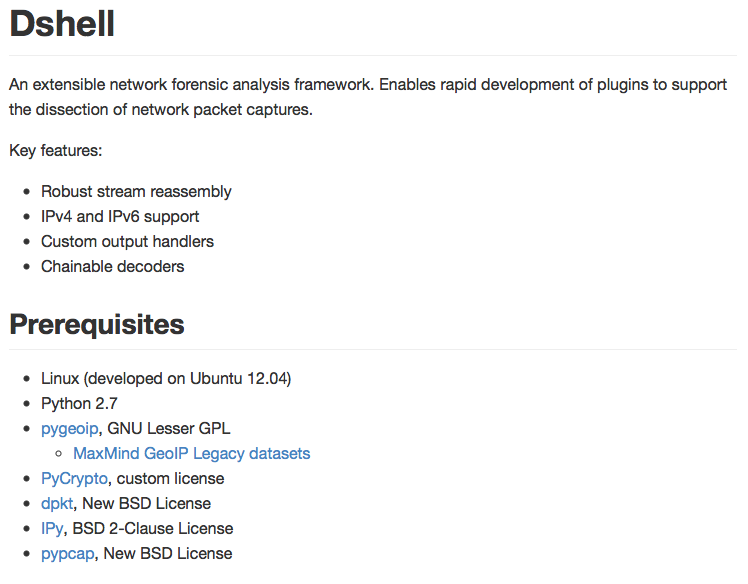 Dshell
An extensible network forensic analysis framework. Enables rapid development of plugins to support
the dissection of network packet captures.
Key features:
• Robust stream reassembly
• IPv4 and IPv6 support
• Custom output handlers
• Chainable decoders
Prerequisites
• Linux (developed on Ubuntu 12.04)
• Python 2.7
• pygeoip, GNU Lesser GPL
◦ MaxMind GeoIP Legacy datasets
• PyCrypto, custom license
• dpkt, New BSD License
• IPy, BSD 2-Clause License
• pypcap, New BSD License